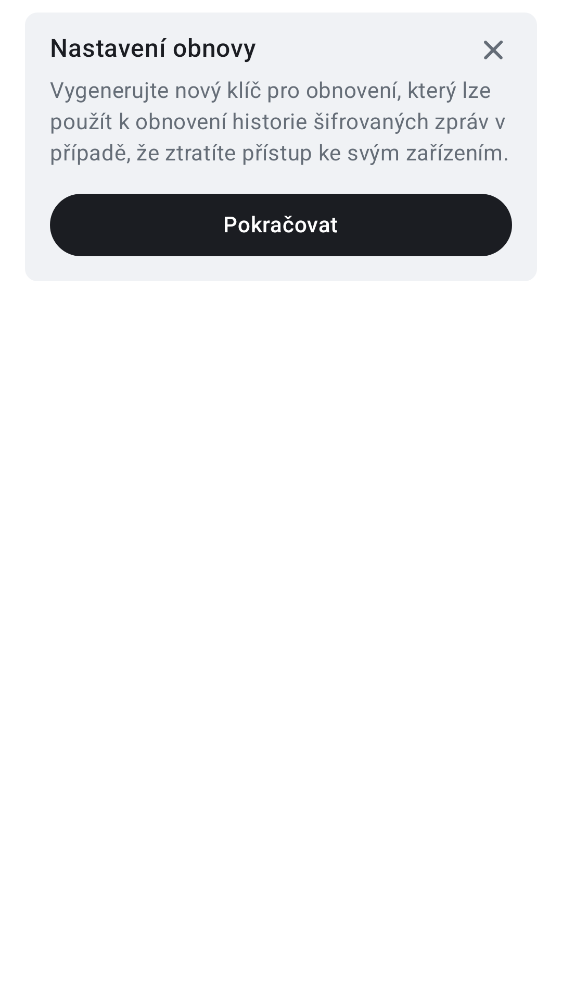 Nastavení obnovy
Vygenerujte nový klíč pro obnovení, který lze
použít k obnovení historie šifrovaných zpráv v
případě, že ztratíte přístup ke svým zařízením.
Pokračovat